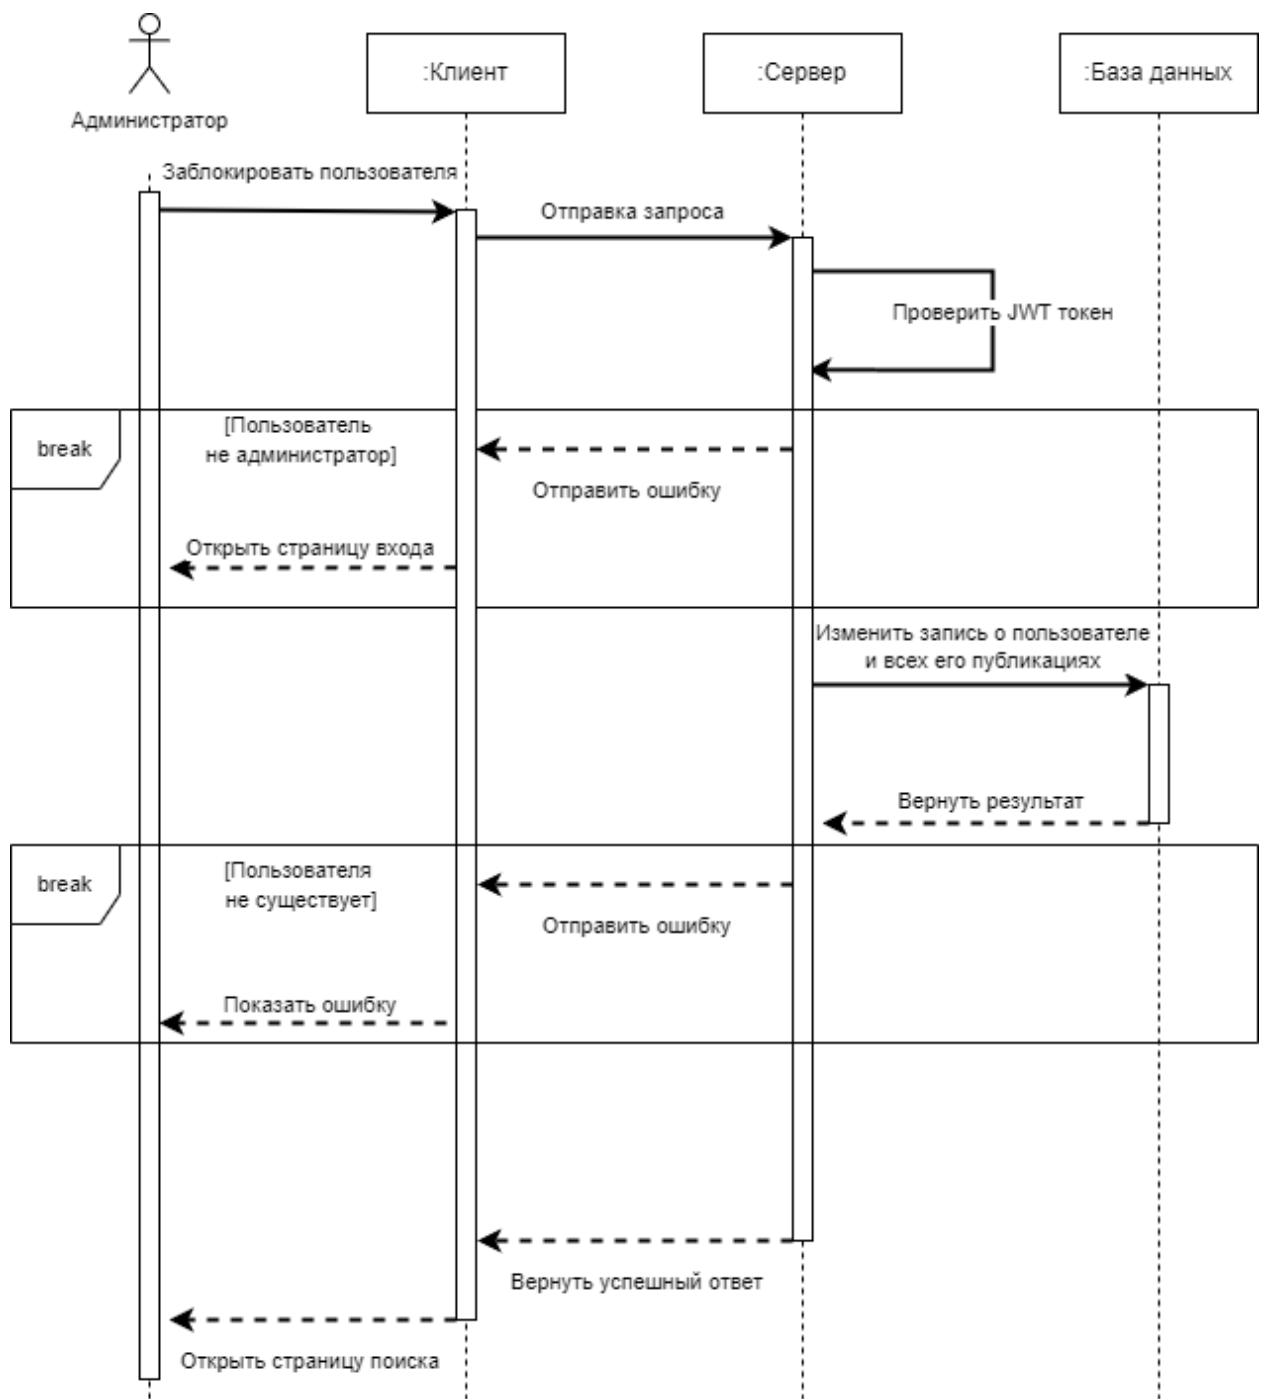 Администратор
:Клиент
:Сервер
:База данных
Заблокировать пользователя
Отправка запроса
Проверить JWT токен
break
[Пользователь
не администратор]
Отправить ошибку
Открыть страницу входа
Изменить запись о пользователе
и всех его публикациях
Вернуть результат
break
[Пользователя
не существует]
Отправить ошибку
Показать ошибку
Вернуть успешный ответ
Открыть страницу поиска